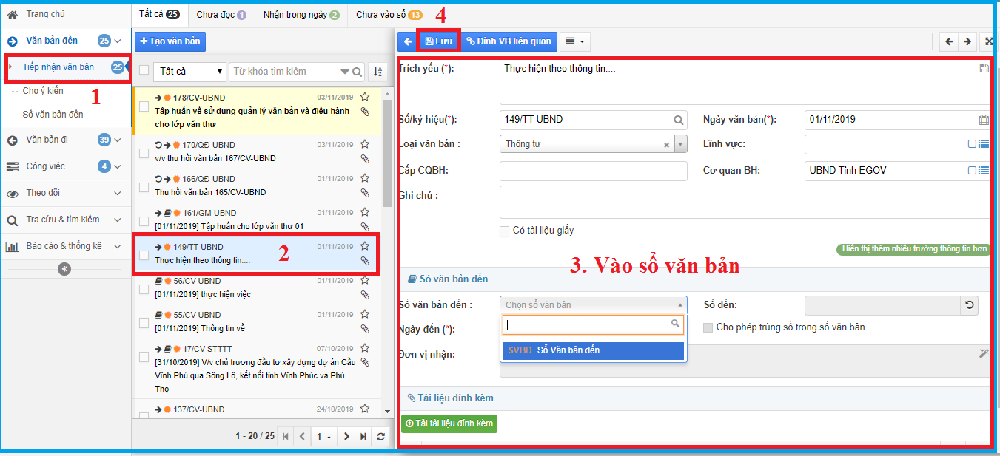 Trang chủ
Văn bản đến 25
Tiếp nhận văn bản 25
1
Cho ý kiến
Sổ văn bản đến
Văn bản đi 39
Công việc 4
Theo dõi
Tra cứu & tìm kiếm
Báo cáo & thống kê
Tất cả 25 Chưa đọc 1 Nhận trong ngày 2 Chưa vào sổ 13
Tạo văn bản
Tất cả Từ khóa tìm kiếm
178/CV-UBND 03/11/2019
Tập huấn về sử dụng quản lý văn bản và điều hành
cho lớp văn thư
170/QĐ-UBND 03/11/2019
v/v thu hồi văn bản 167/CV-UBND
166/QĐ-UBND 01/11/2019
Thu hồi văn bản 165/CV-UBND
161/GM-UBND 01/11/2019
[01/11/2019] Tập huấn cho lớp văn thư 01
149/TT-UBND 01/11/2019
Thực hiện theo thông tin....
2
56/CV-UBND 01/11/2019
[01/11/2019] thực hiện việc
55/CV-UBND 01/11/2019
[01/11/2019] Thông tin về
17/CV-STTTT 07/10/2019
[31/10/2019] V/v chủ trương đầu tư xây dựng dự án Cầu
Vĩnh Phú qua Sông Lô, kết nối tỉnh Vĩnh Phúc và Phú
Thọ
137/CV-UBND 24/10/2019
1 - 20 / 25 1
4
Lưu Đính VB liên quan
Trích yếu (*): Thực hiện theo thông tin....
Số/ký hiệu(*): 149/TT-UBND Ngày văn bản(*): 01/11/2019
Loại văn bản : Thông tư Lĩnh vực:
Cấp CQBH: Cơ quan BH: UBND Tỉnh EGOV
Ghi chú :
Có tài liệu giấy
Hiển thị thêm nhiều trường thông tin hơn
3. Vào sổ văn bản
Sổ văn bản đến
Sổ văn bản đến : Chọn sổ văn bản Số đến:
Ngày đến (*): Cho phép trùng số trong sổ văn bản
SVBD Sổ Văn bản đến
Đơn vị nhận:
Tài liệu đính kèm
Tải tài liệu đính kèm